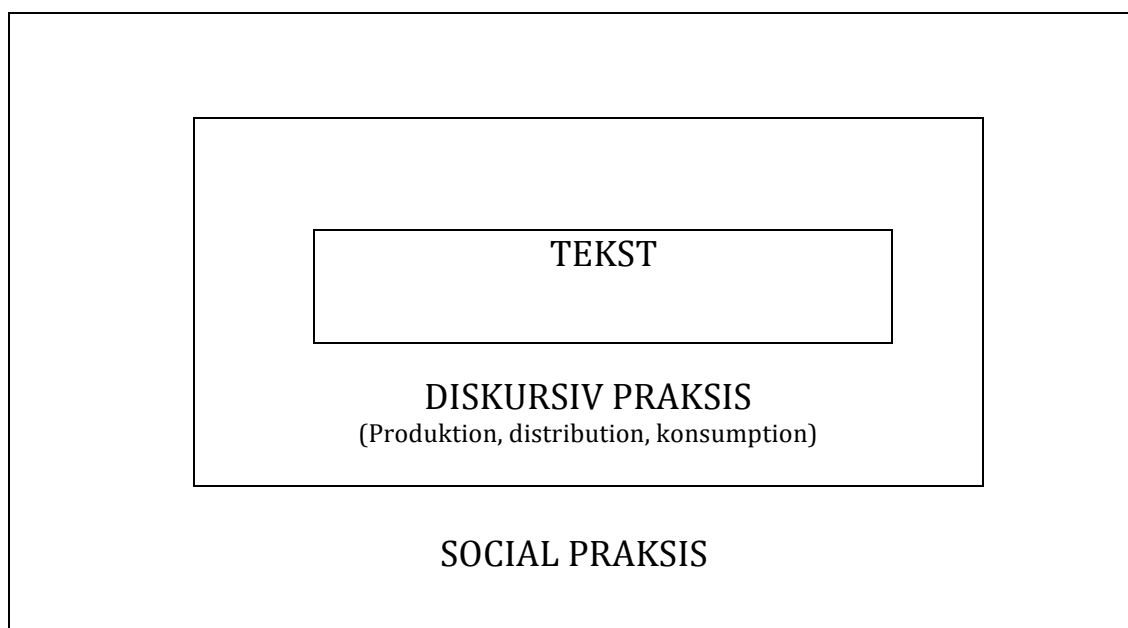 TEKST
DISKURSIV PRAKSIS
(Produktion, distribution, konsumption)
SOCIAL PRAKSIS